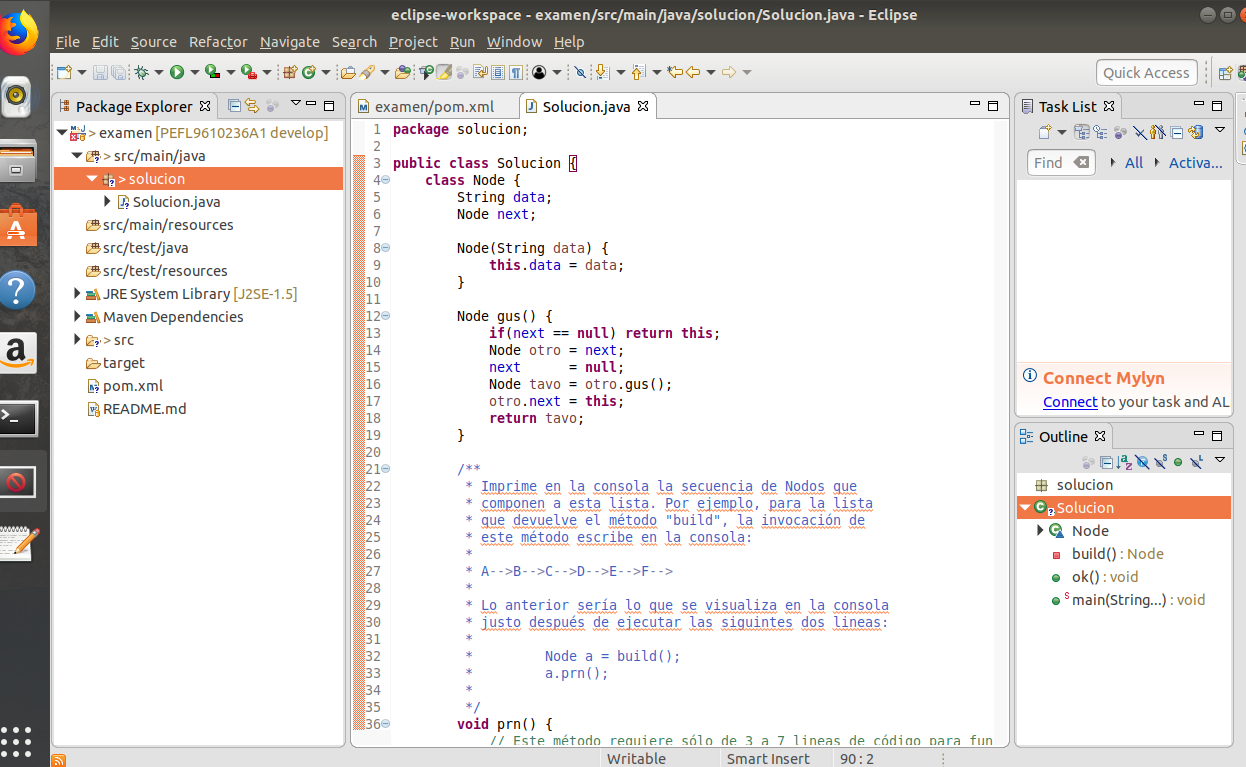 eclipse-workspace - examen/src/main/java/solucion/Solucion.java - Eclipse
File Edit Source Refactor Navigate Search Project Run Window Help
Quick Access
Package Explorer
> examen [PEFL9610236A1 develop]
> src/main/java
> solucion
Solucion.java
src/main/resources
src/test/java
src/test/resources
JRE System Library [J2SE-1.5]
Maven Dependencies
> src
target
pom.xml
README.md
examen/pom.xml
Solucion.java
1 package solucion;
2
3 public class Solucion {
4 class Node {
5 String data;
6 Node next;
7
8 Node(String data) {
9 this.data = data;
10 }
11
12 Node gus() {
13 if(next == null) return this;
14 Node otro = next;
15 next = null;
16 Node tavo = otro.gus();
17 otro.next = this;
18 return tavo;
19 }
20
21 /**
22 * Imprime en la consola la secuencia de Nodos que
23 * componen a esta lista. Por ejemplo, para la lista
24 * que devuelve el método "build", la invocación de
25 * este método escribe en la consola:
26 *
27 * A-->B-->C-->D-->E-->F-->
28 *
29 * Lo anterior sería lo que se visualiza en la consola
30 * justo después de ejecutar las siguintes dos lineas:
31 *
32 * Node a = build();
33 * a.prn();
34 *
35 */
36 void prn() {
// Este método requiere sólo de 3 a 7 lineas de código para fun
Task List
Find
All
Activa...
Connect Mylyn
Connect to your task and AL
Outline
solucion
Solucion
Node
build() : Node
ok() : void
main(String...) : void
Writable
Smart Insert
90 : 2